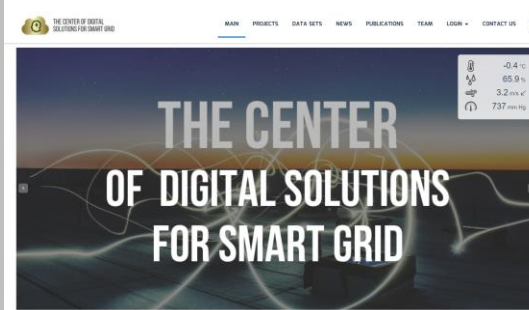 THE CENTER OF DIGITAL
SOLUTIONS FOR SMART GRID
MAIN PROJECTS DATA SETS NEWS PUBLICATIONS TEAM LOGIN CONTACT US
-0.4 °C
65.9 %
3.2 m/s ↙
737 mm Hg
THE CENTER
OF DIGITAL SOLUTIONS
FOR SMART GRID